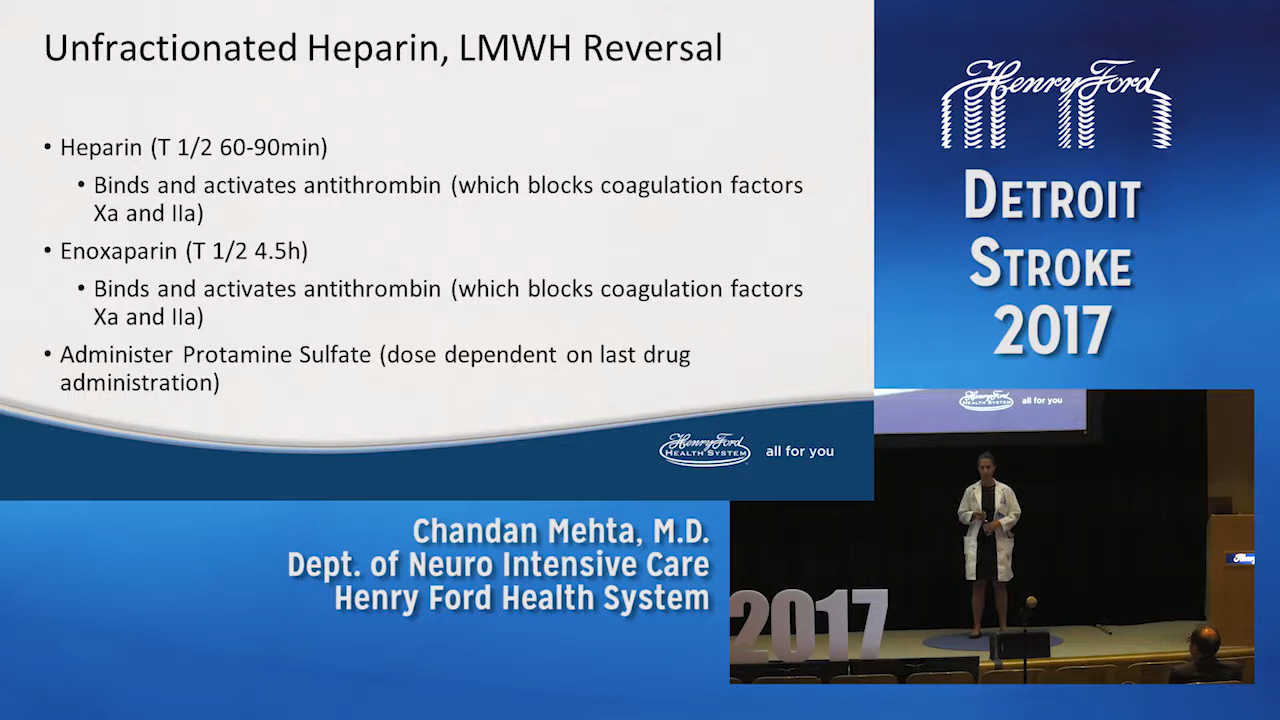 Unfractionated Heparin, LMWH Reversal
• Heparin (T 1/2 60-90min)
• Binds and activates antithrombin (which blocks coagulation factors
Xa and IIa)
• Enoxaparin (T 1/2 4.5h)
• Binds and activates antithrombin (which blocks coagulation factors
Xa and IIa)
• Administer Protamine Sulfate (dose dependent on last drug
administration)
Henry Ford
HEALTH SYSTEM
all for you
Henry Ford
DETROIT
STROKE
2017
Henry Ford
HEALTH SYSTEM
all for you
2017
Chandan Mehta, M.D.
Dept. of Neuro Intensive Care
Henry Ford Health System